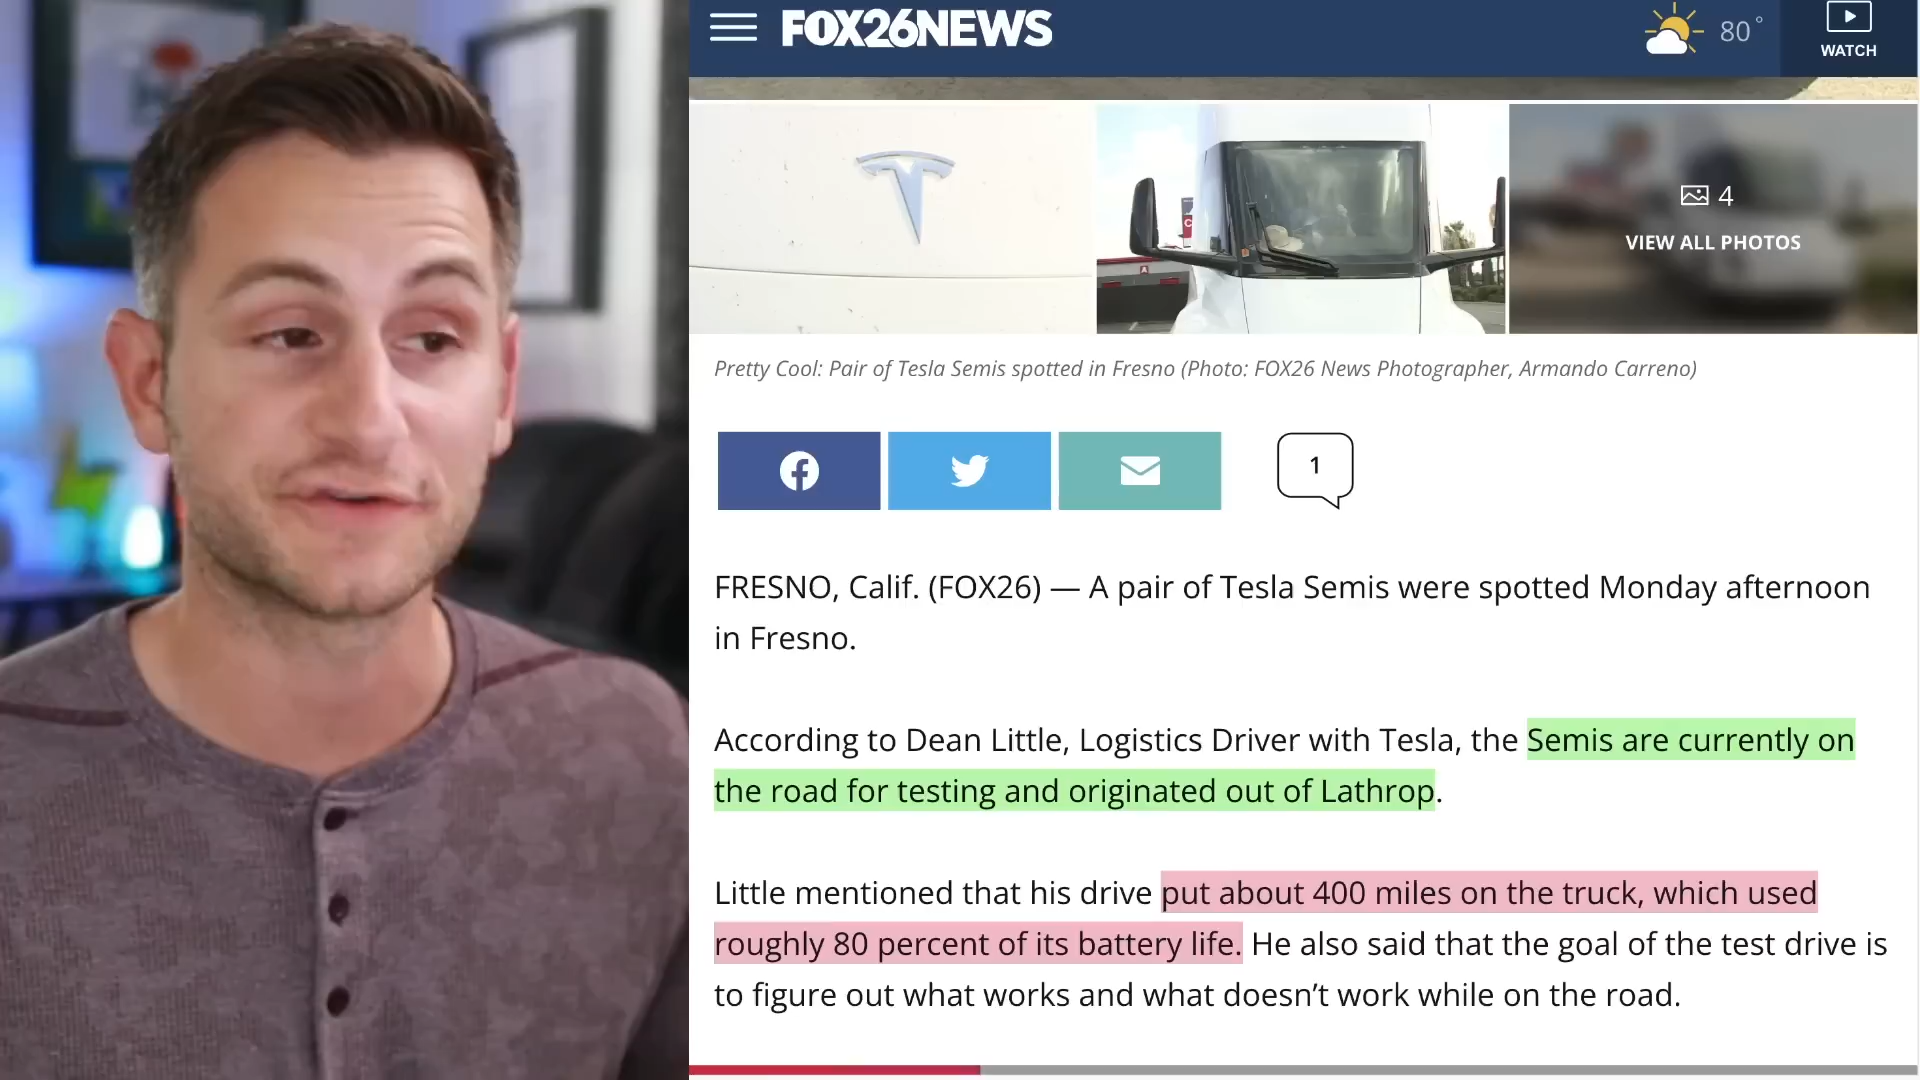 FOX26NEWS
80°
WATCH
4
VIEW ALL PHOTOS
Pretty Cool: Pair of Tesla Semis spotted in Fresno (Photo: FOX26 News Photographer, Armando Carreno)
1
FRESNO, Calif. (FOX26) — A pair of Tesla Semis were spotted Monday afternoon
in Fresno.
According to Dean Little, Logistics Driver with Tesla, the Semis are currently on
the road for testing and originated out of Lathrop.
Little mentioned that his drive put about 400 miles on the truck, which used
roughly 80 percent of its battery life. He also said that the goal of the test drive is
to figure out what works and what doesn’t work while on the road.